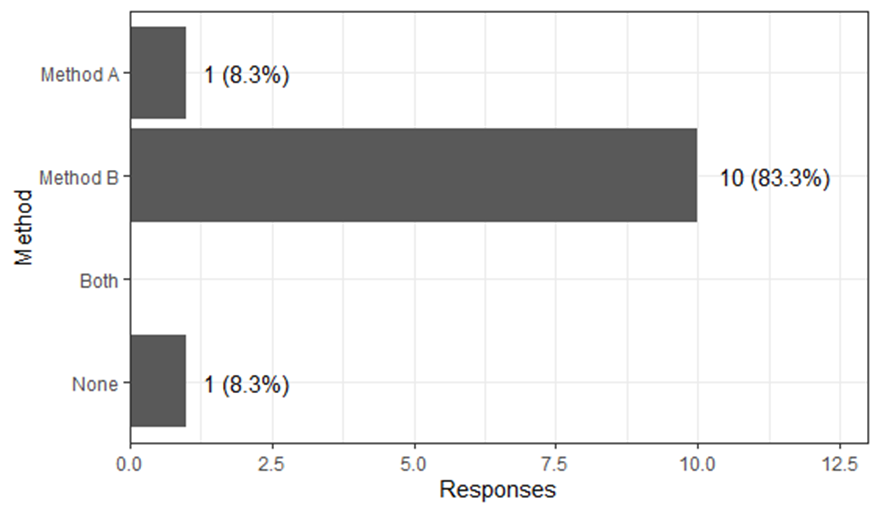 Method
Method A
1 (8.3%)
Method B
10 (83.3%)
Both
None
1 (8.3%)
0.0 2.5 5.0 7.5 10.0 12.5
Responses